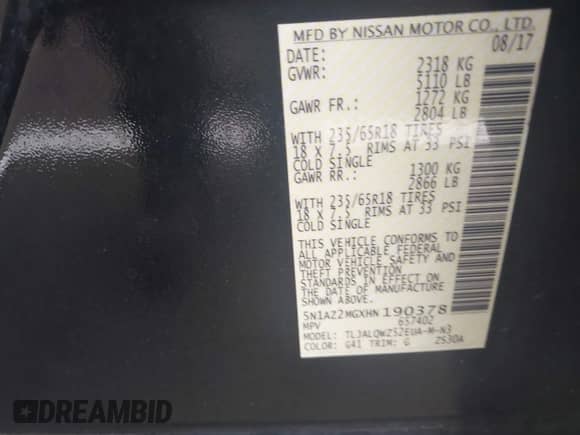 MFD BY NISSAN MOTOR CO., LTD.
DATE: 08/17
GVWR: 2318 KG
5110 LB
GAWR FR.: 1272 KG
2804 LB
WITH 235/65R18 TIRES
18 X 7.5 RIMS AT 33 PSI
COLD SINGLE
GAWR RR.: 1300 KG
2866 LB
WITH 235/65R18 TIRES
18 X 7.5 RIMS AT 33 PSI
COLD SINGLE
THIS VEHICLE CONFORMS TO
ALL APPLICABLE FEDERAL
MOTOR VEHICLE SAFETY AND
THEFT PREVENTION
STANDARDS IN EFFECT ON
THE DATE OF MANUFACTURE
SHOWN ABOVE.
5N1AZ2MGXHN190378
MPV 657402
MODEL: TLJALQWZ52EUA-M-N3
COLOR: G41 TRIM: G ZS30A
DREAMBID